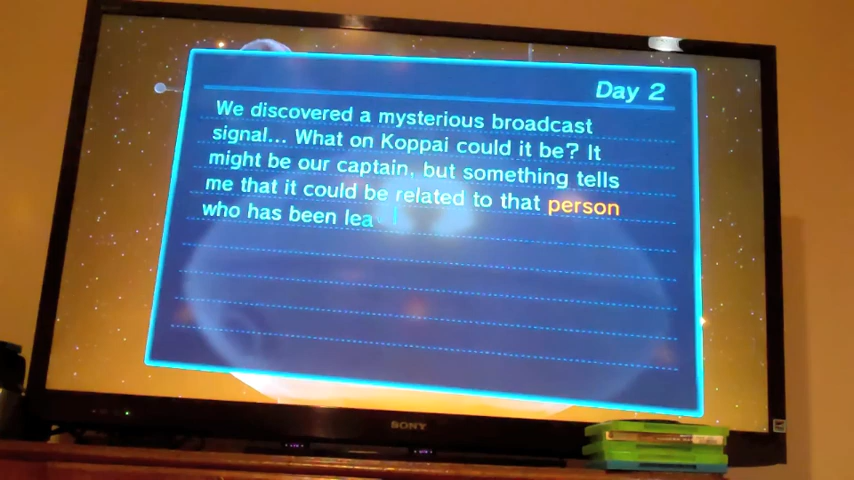 Day 2
We discovered a mysterious broadcast
signal... What on Koppai could it be? It
might be our captain, but something tells
me that it could be related to that person
who has been lea
SONY